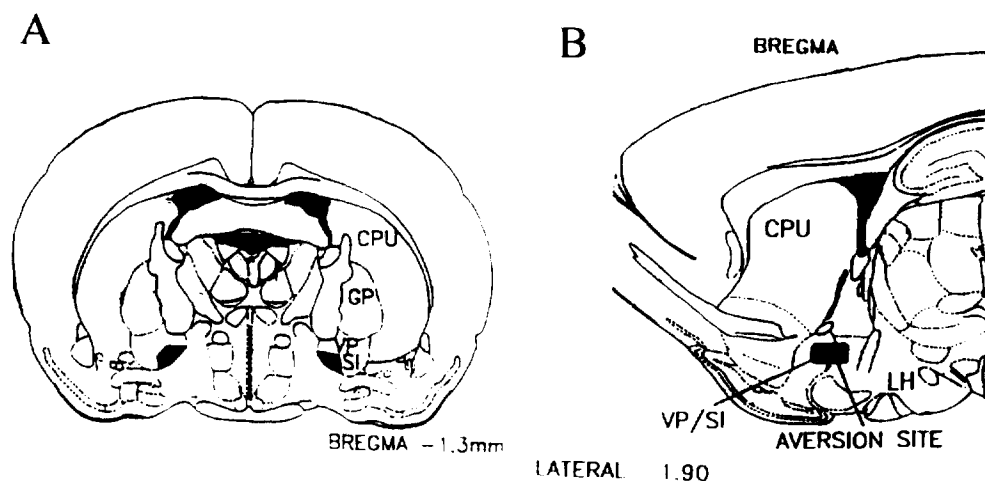 A
CPU
GP
VP
SI
BREGMA -1.3mm
B
BREGMA
CPU
LH
VP/SI
AVERSION SITE
LATERAL 1.90